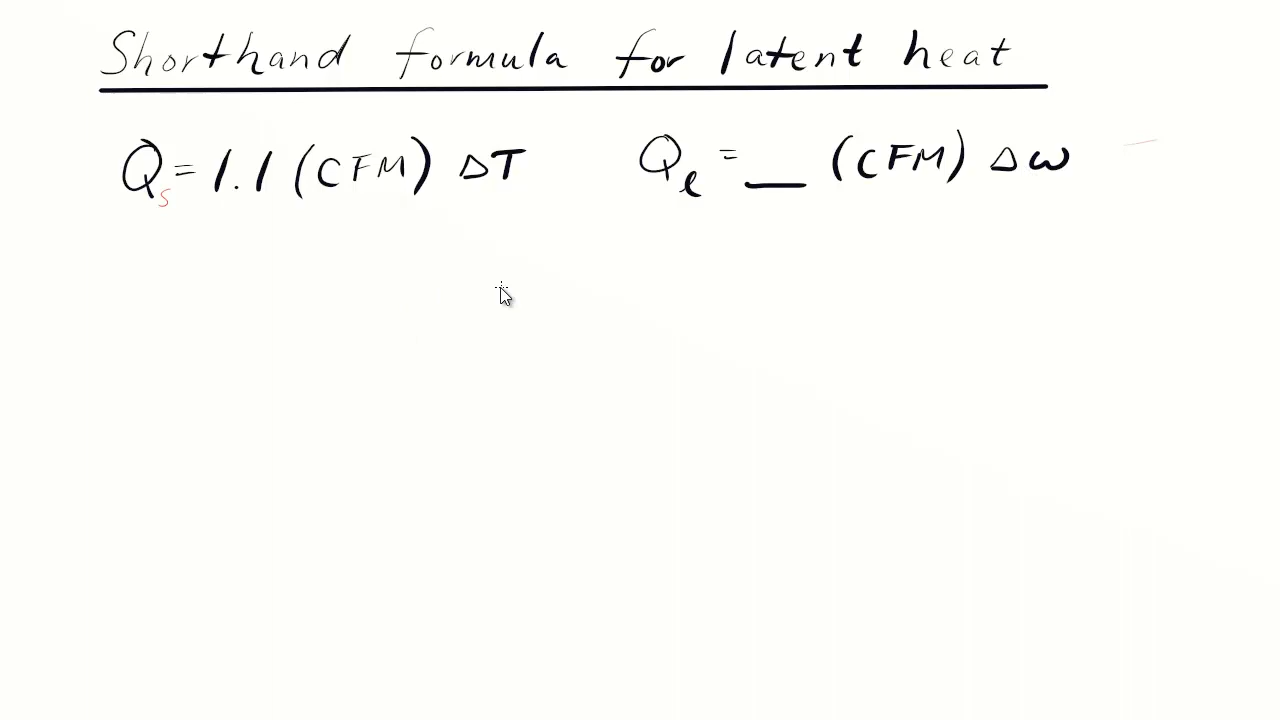 Shorthand formula for latent heat
Qs = 1.1 (CFM) ΔT Ql = __ (CFM) Δω